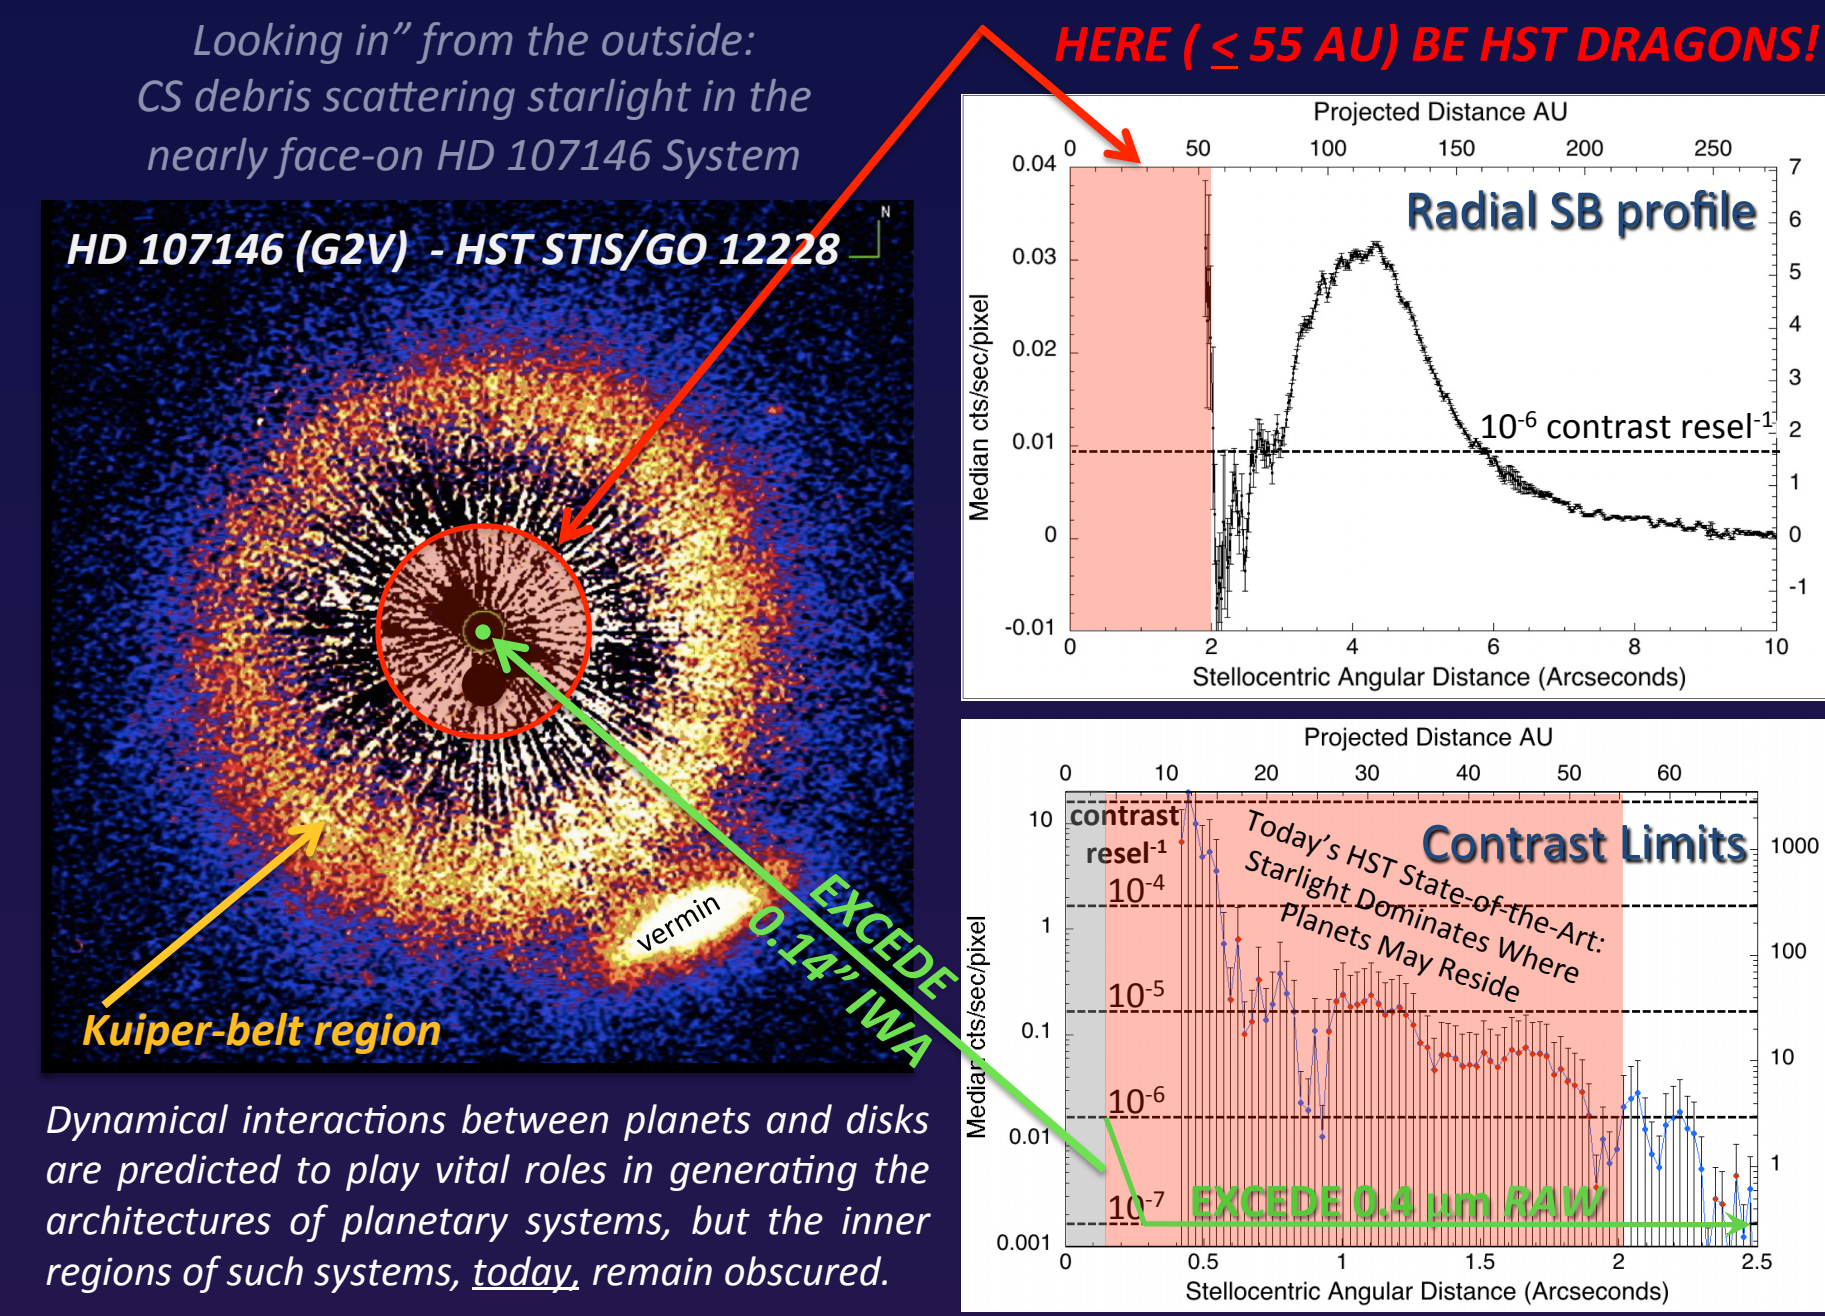 Looking in” from the outside:
CS debris scattering starlight in the
nearly face-on HD 107146 System
HERE ( < 55 AU) BE HST DRAGONS!
HD 107146 (G2V) - HST STIS/GO 12228
N
vermin
EXCEDE
0.14” IWA
Kuiper-belt region
Dynamical interactions between planets and disks
are predicted to play vital roles in generating the
architectures of planetary systems, but the inner
regions of such systems, today, remain obscured.
Projected Distance AU
0 50 100 150 200 250
Radial SB profile
0.04
0.03
0.02
0.01
0
-0.01
Median cts/sec/pixel
7
6
5
4
3
2
1
0
-1
10-6 contrast resel-1
0 2 4 6 8 10
Stellocentric Angular Distance (Arcseconds)
Projected Distance AU
0 10 20 30 40 50 60
Contrast Limits
contrast
resel-1
10-4
10-5
10-6
10-7
Today’s HST State-of-the-Art:
Starlight Dominates Where
Planets May Reside
10
1
0.1
0.01
0.001
Median cts/sec/pixel
1000
100
10
1
EXCEDE 0.4 μm RAW
0 0.5 1 1.5 2 2.5
Stellocentric Angular Distance (Arcseconds)